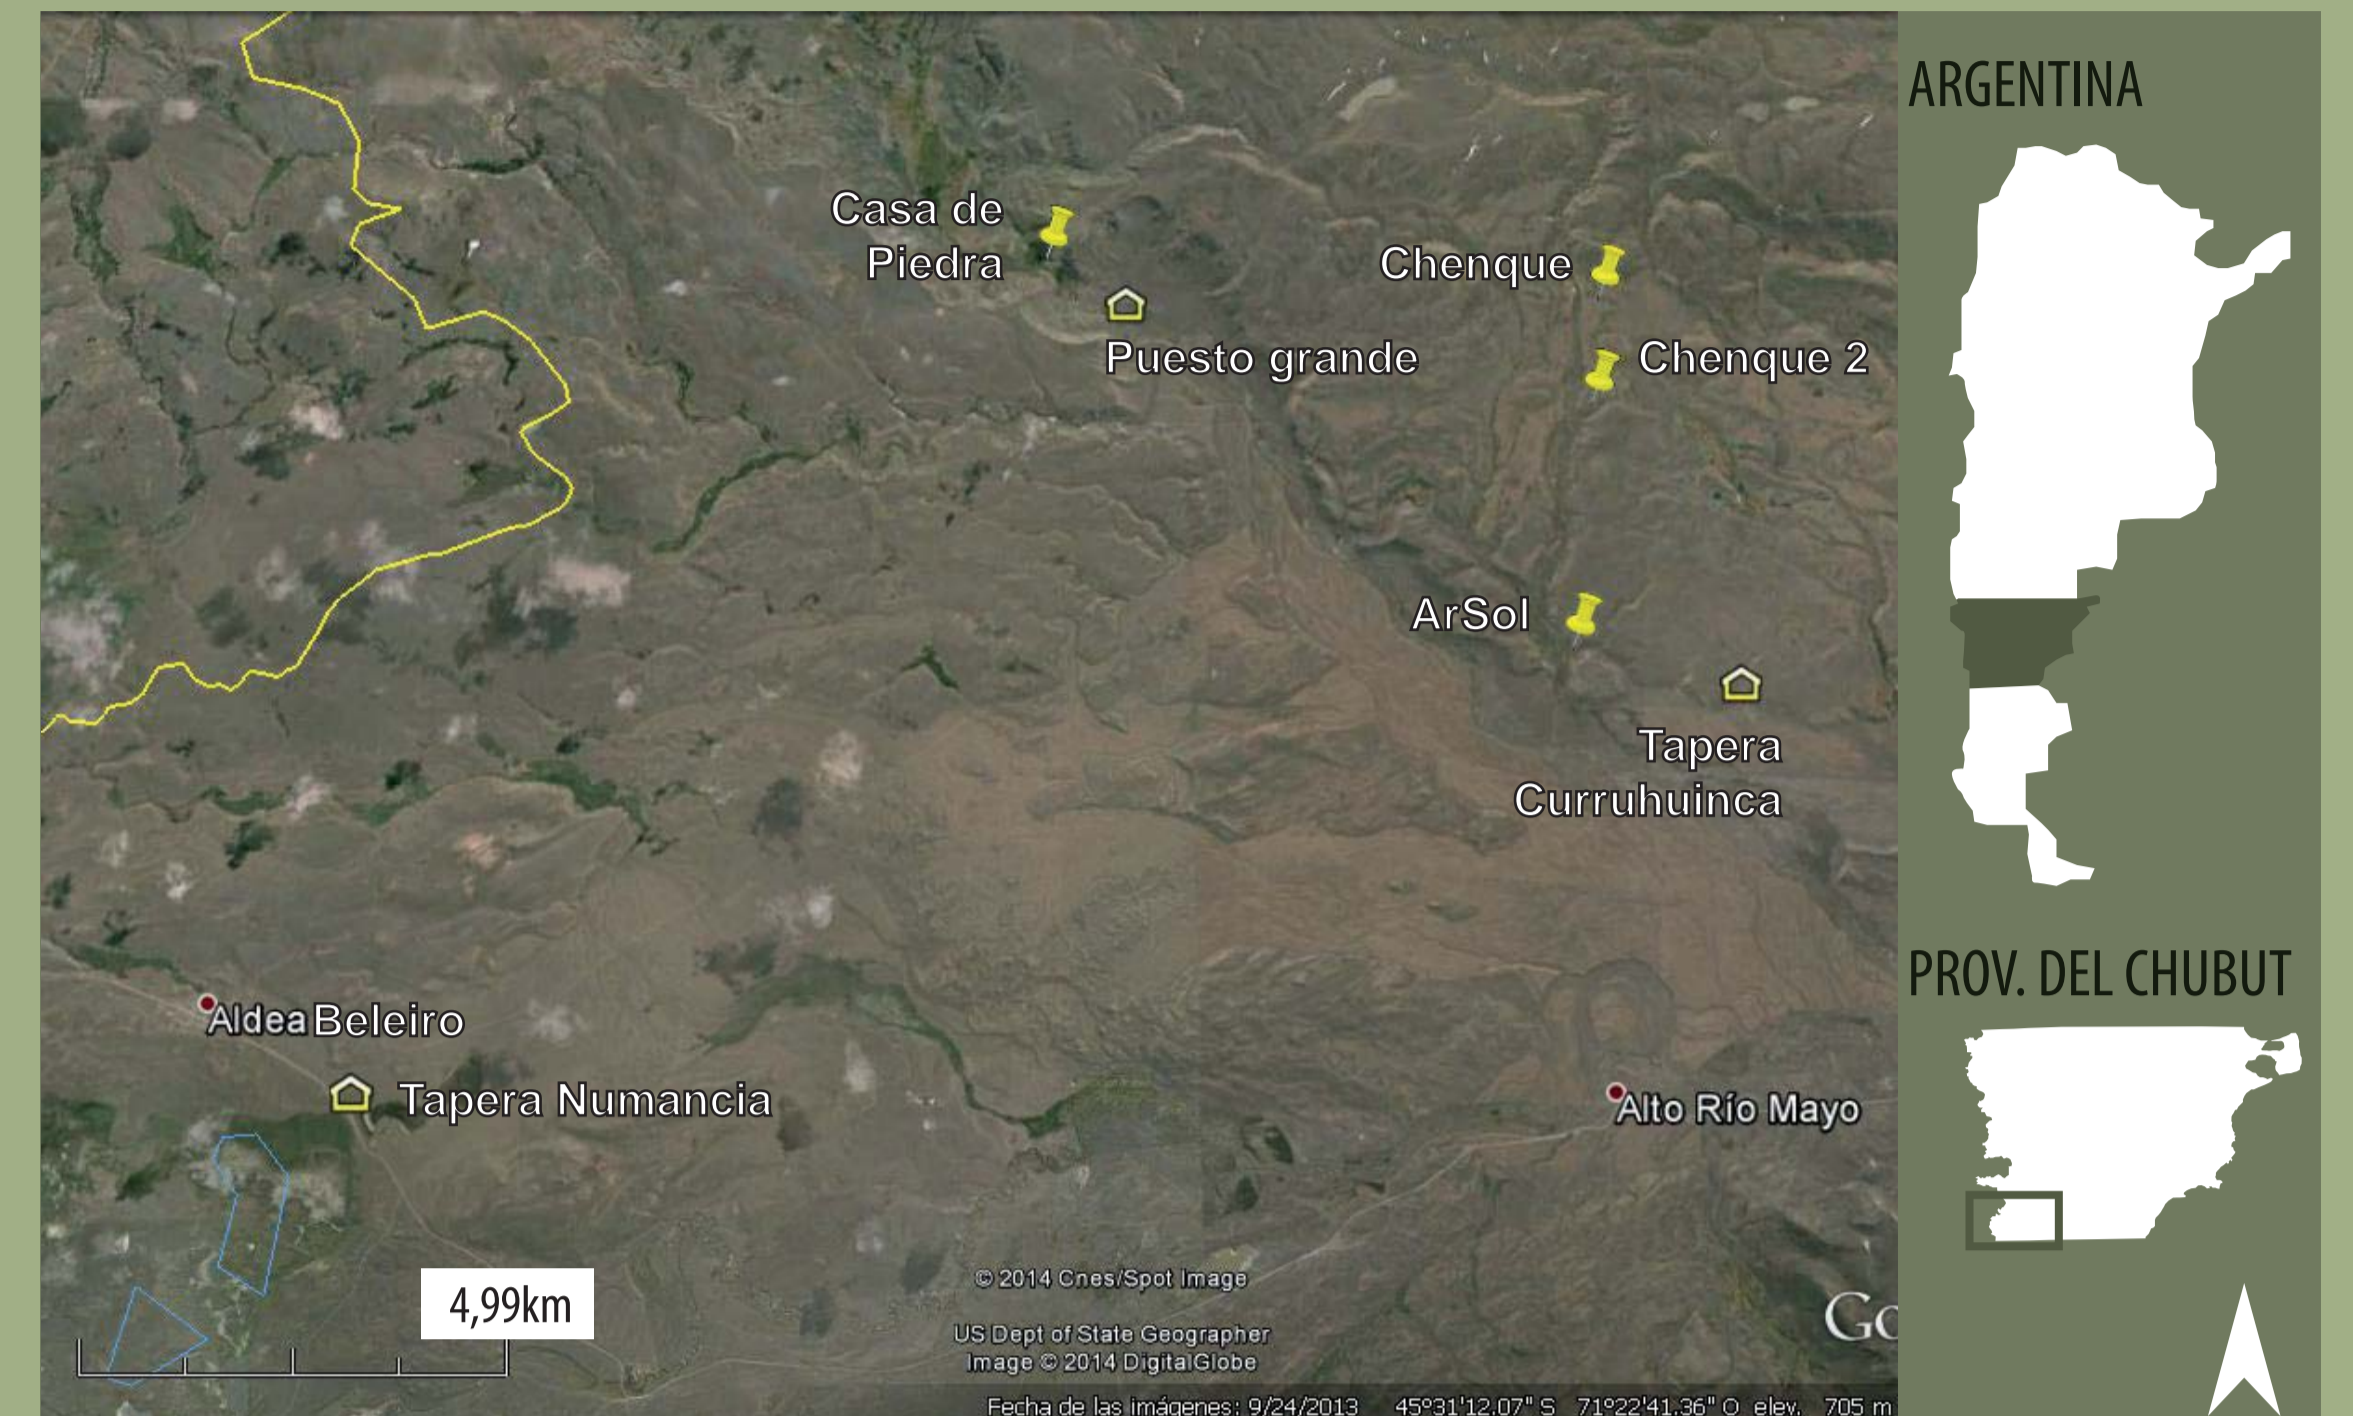 ARGENTINA
Casa de
Piedra
Chenque
Puesto grande
Chenque 2
ArSol
Tapera
Curruhuinca
PROV. DEL CHUBUT
Aldea Beleiro
Tapera Numancia
Alto Río Mayo
4,99km
© 2014 Cnes/Spot Image
US Dept of State Geographer
Image © 2014 DigitalGlobe
Go
Fecha de las imágenes: 9/24/2013 45°31'12.07" S 71°22'41.36" O elev. 705 m